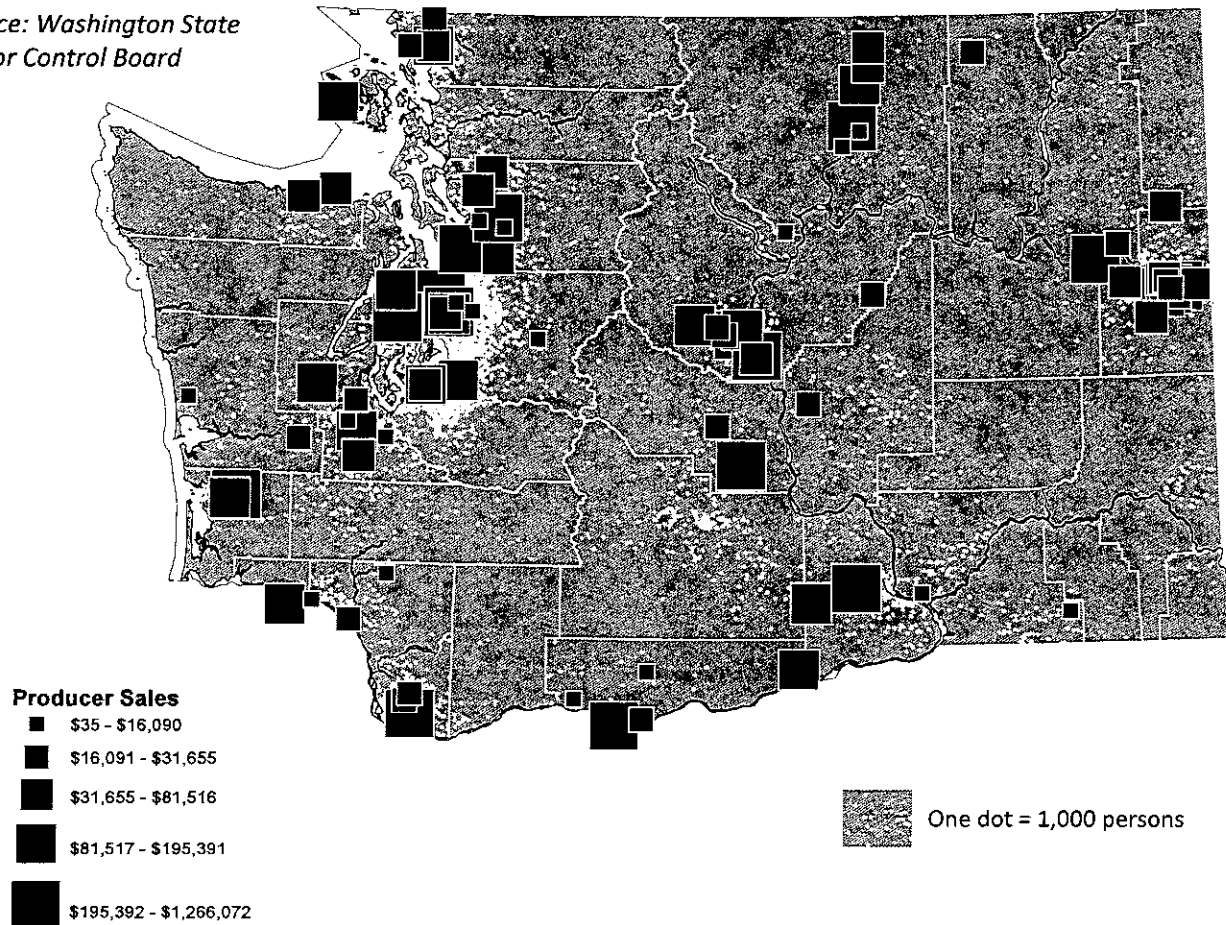 ce: Washington State
or Control Board
Producer Sales
$35 - $16,090
$16,091 - $31,655
$31,655 - $81,516
$81,517 - $195,391
$195,392 - $1,266,072
One dot = 1,000 persons